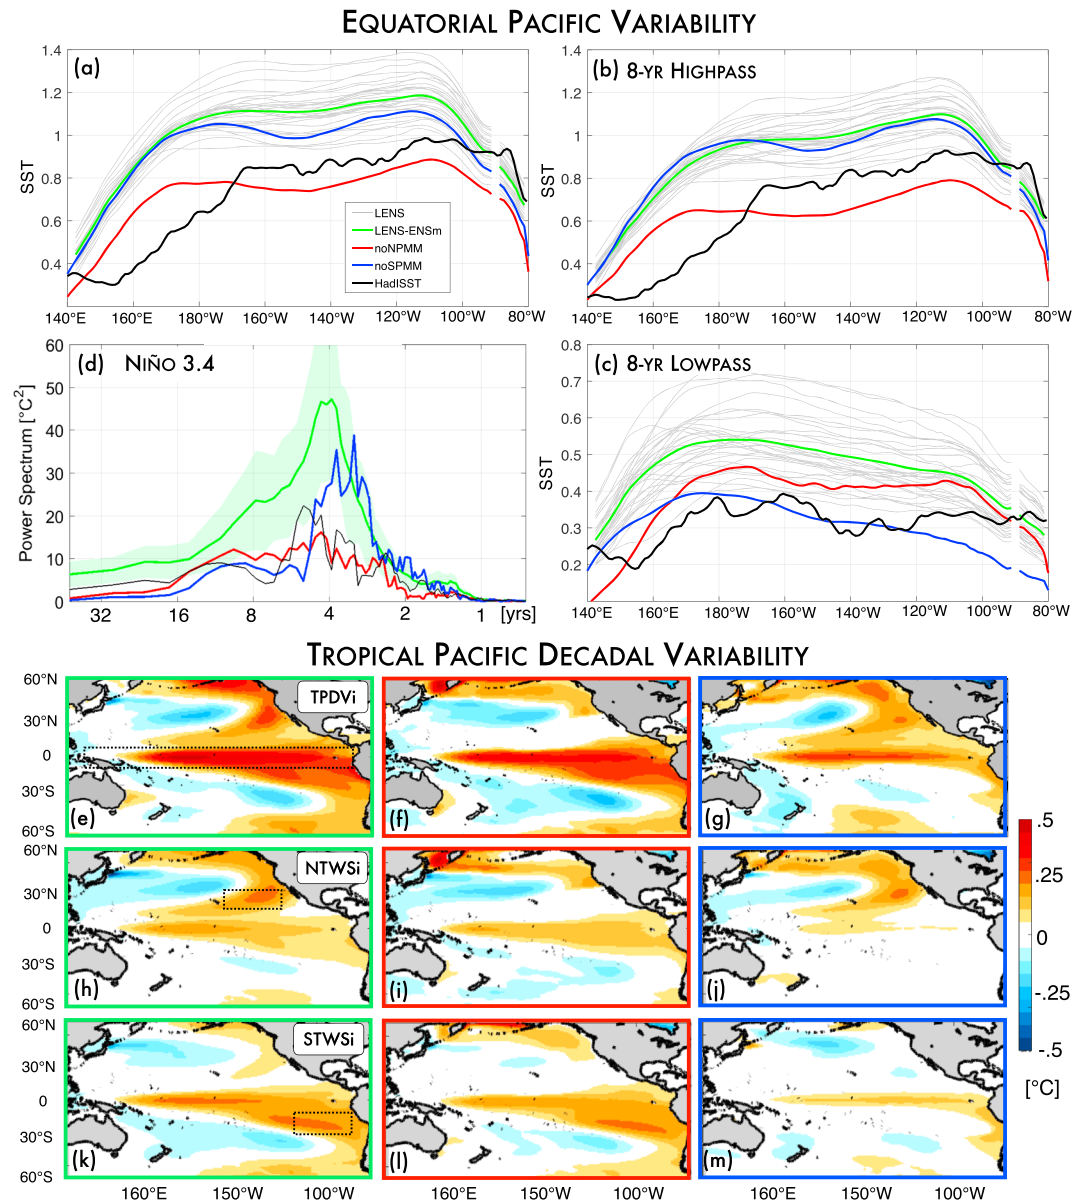 EQUATORIAL PACIFIC VARIABILITY
(a)
1.4
1.2
1
0.8
0.6
0.4
SST
LENS
LENS-ENSm
noNPMM
noSPMM
HadISST
140°E 160°E 180°W 160°W 140°W 120°W 100°W 80°W
(b) 8-YR HIGHPASS
1.4
1.2
1
0.8
0.6
0.4
SST
140°E 160°E 180°W 160°W 140°W 120°W 100°W 80°W
(d) NIÑO 3.4
60
50
40
30
20
10
0
Power Spectrum [°C2]
32 16 8 4 2 1 [yrs]
(c) 8-YR LOWPASS
0.8
0.7
0.6
0.5
0.4
0.3
0.2
SST
140°E 160°E 180°W 160°W 140°W 120°W 100°W 80°W
TROPICAL PACIFIC DECADAL VARIABILITY
60°N
30°N
0
30°S
60°S
TPDVi
(e)
(f)
(g)
60°N
30°N
0
30°S
60°S
NTWSi
(h)
(i)
(j)
60°N
30°N
0
30°S
60°S
STWSi
(k)
(l)
(m)
160°E 150°W 100°W
160°E 150°W 100°W
160°E 150°W 100°W
.5
.25
0
-.25
-.5
[°C]